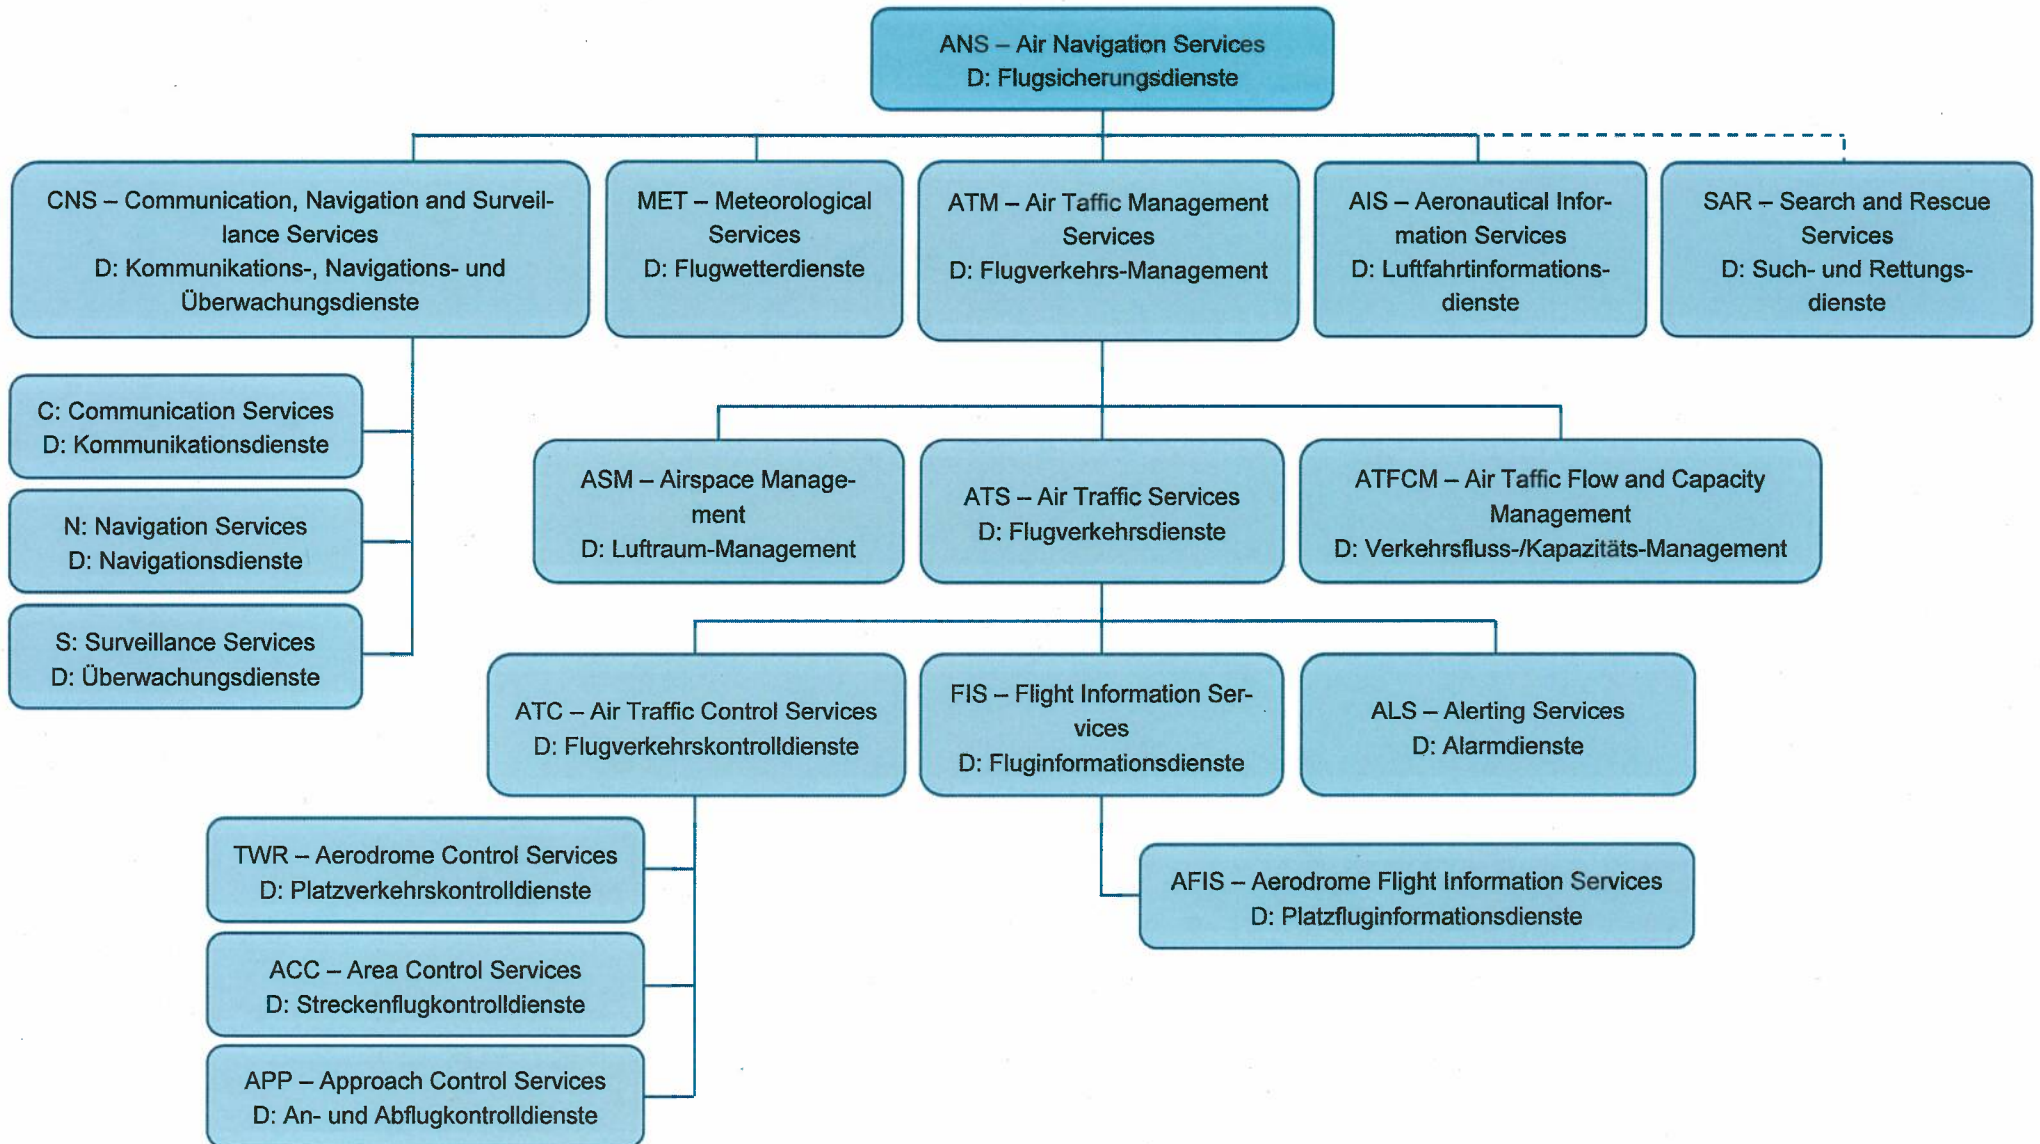 ANS – Air Navigation Services
D: Flugsicherungsdienste
CNS – Communication, Navigation and Surveil-
lance Services
D: Kommunikations-, Navigations- und
Überwachungsdienste
MET – Meteorological
Services
D: Flugwetterdienste
ATM – Air Taffic Management
Services
D: Flugverkehrs-Management
AIS – Aeronautical Infor-
mation Services
D: Luftfahrtinformations-
dienste
SAR – Search and Rescue
Services
D: Such- und Rettungs-
dienste
C: Communication Services
D: Kommunikationsdienste
N: Navigation Services
D: Navigationsdienste
S: Surveillance Services
D: Überwachungsdienste
ASM – Airspace Manage-
ment
D: Luftraum-Management
ATS – Air Traffic Services
D: Flugverkehrsdienste
ATFCM – Air Taffic Flow and Capacity
Management
D: Verkehrsfluss-/Kapazitäts-Management
ATC – Air Traffic Control Services
D: Flugverkehrskontrolldienste
FIS – Flight Information Ser-
vices
D: Fluginformationsdienste
ALS – Alerting Services
D: Alarmdienste
TWR – Aerodrome Control Services
D: Platzverkehrskontrolldienste
ACC – Area Control Services
D: Streckenflugkontrolldienste
APP – Approach Control Services
D: An- und Abflugkontrolldienste
AFIS – Aerodrome Flight Information Services
D: Platzfluginformationsdienste